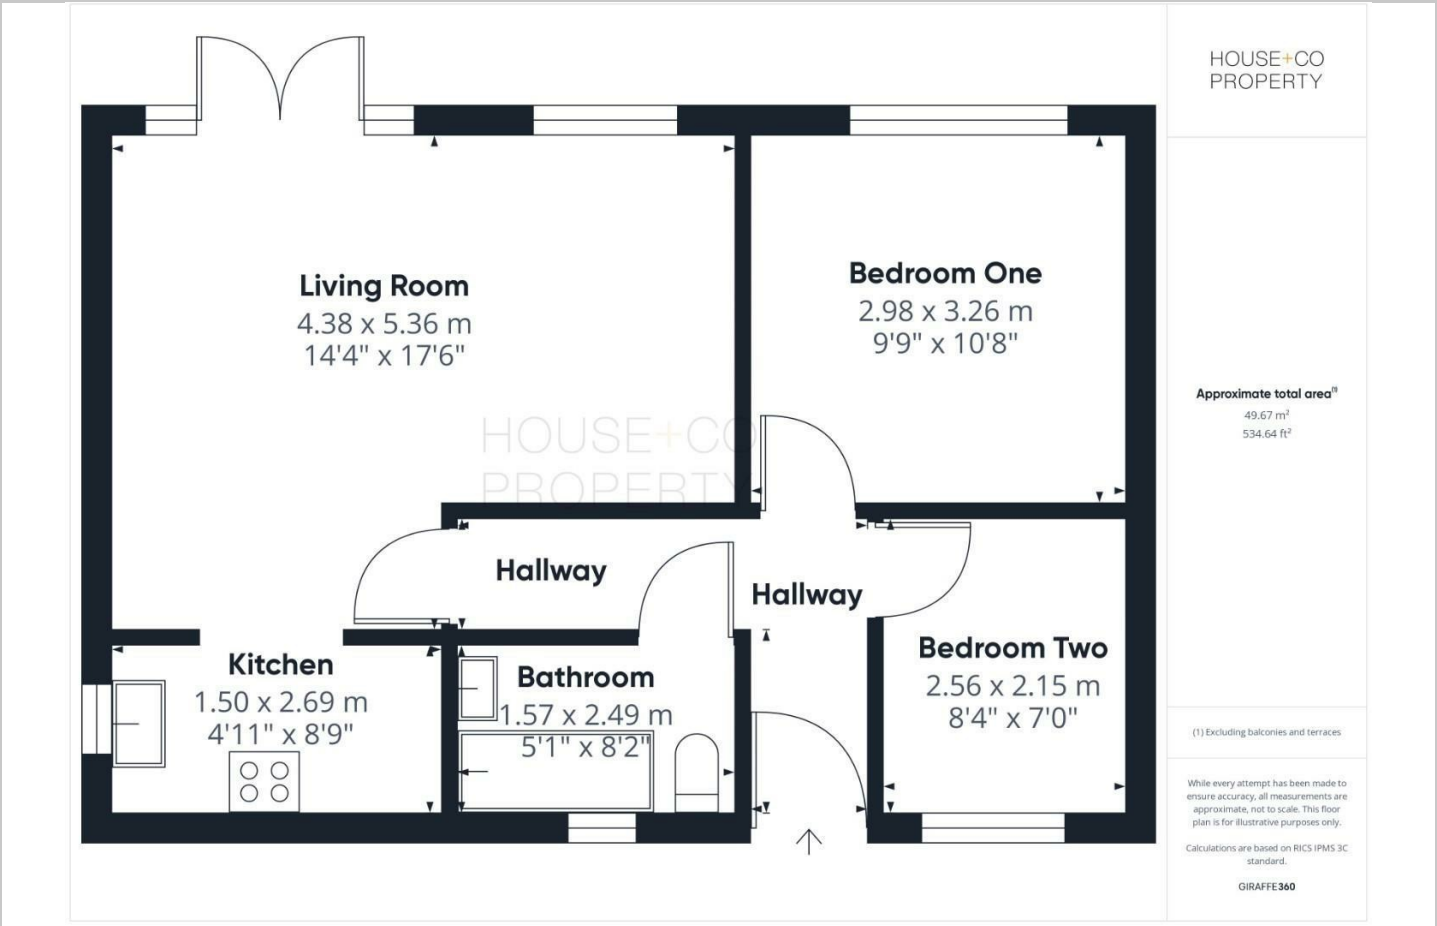 HOUSE+CO
PROPERTY
Living Room
4.38 x 5.36 m
14'4" x 17'6"
Bedroom One
2.98 x 3.26 m
9'9" x 10'8"
HOUSE+CO
PROPERTY
Hallway
Hallway
Kitchen
1.50 x 2.69 m
4'11" x 8'9"
Bathroom
1.57 x 2.49 m
5'1" x 8'2"
Bedroom Two
2.56 x 2.15 m
8'4" x 7'0"
Approximate total area⁽¹⁾
49.67 m²
534.64 ft²
(1) Excluding balconies and terraces
While every attempt has been made to
ensure accuracy, all measurements are
approximate, not to scale. This floor
plan is for illustrative purposes only.
Calculations are based on RICS IPMS 3C
standard.
GIRAFFE360